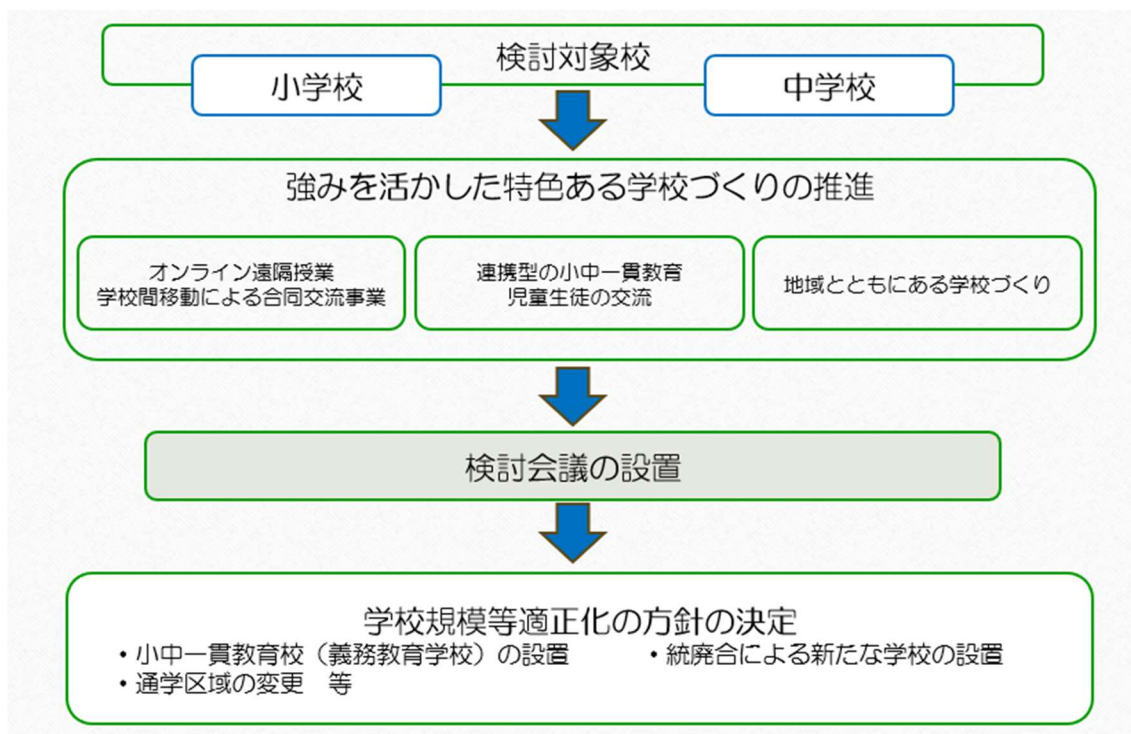 検討対象校
小学校
中学校
強みを活かした特色ある学校づくりの推進
オンライン遠隔授業
学校間移動による合同交流事業
連携型の小中一貫教育
児童生徒の交流
地域とともにある学校づくり
検討会議の設置
学校規模等適正化の方針の決定
・小中一貫教育校（義務教育学校）の設置
・統廃合による新たな学校の設置
・通学区域の変更　等